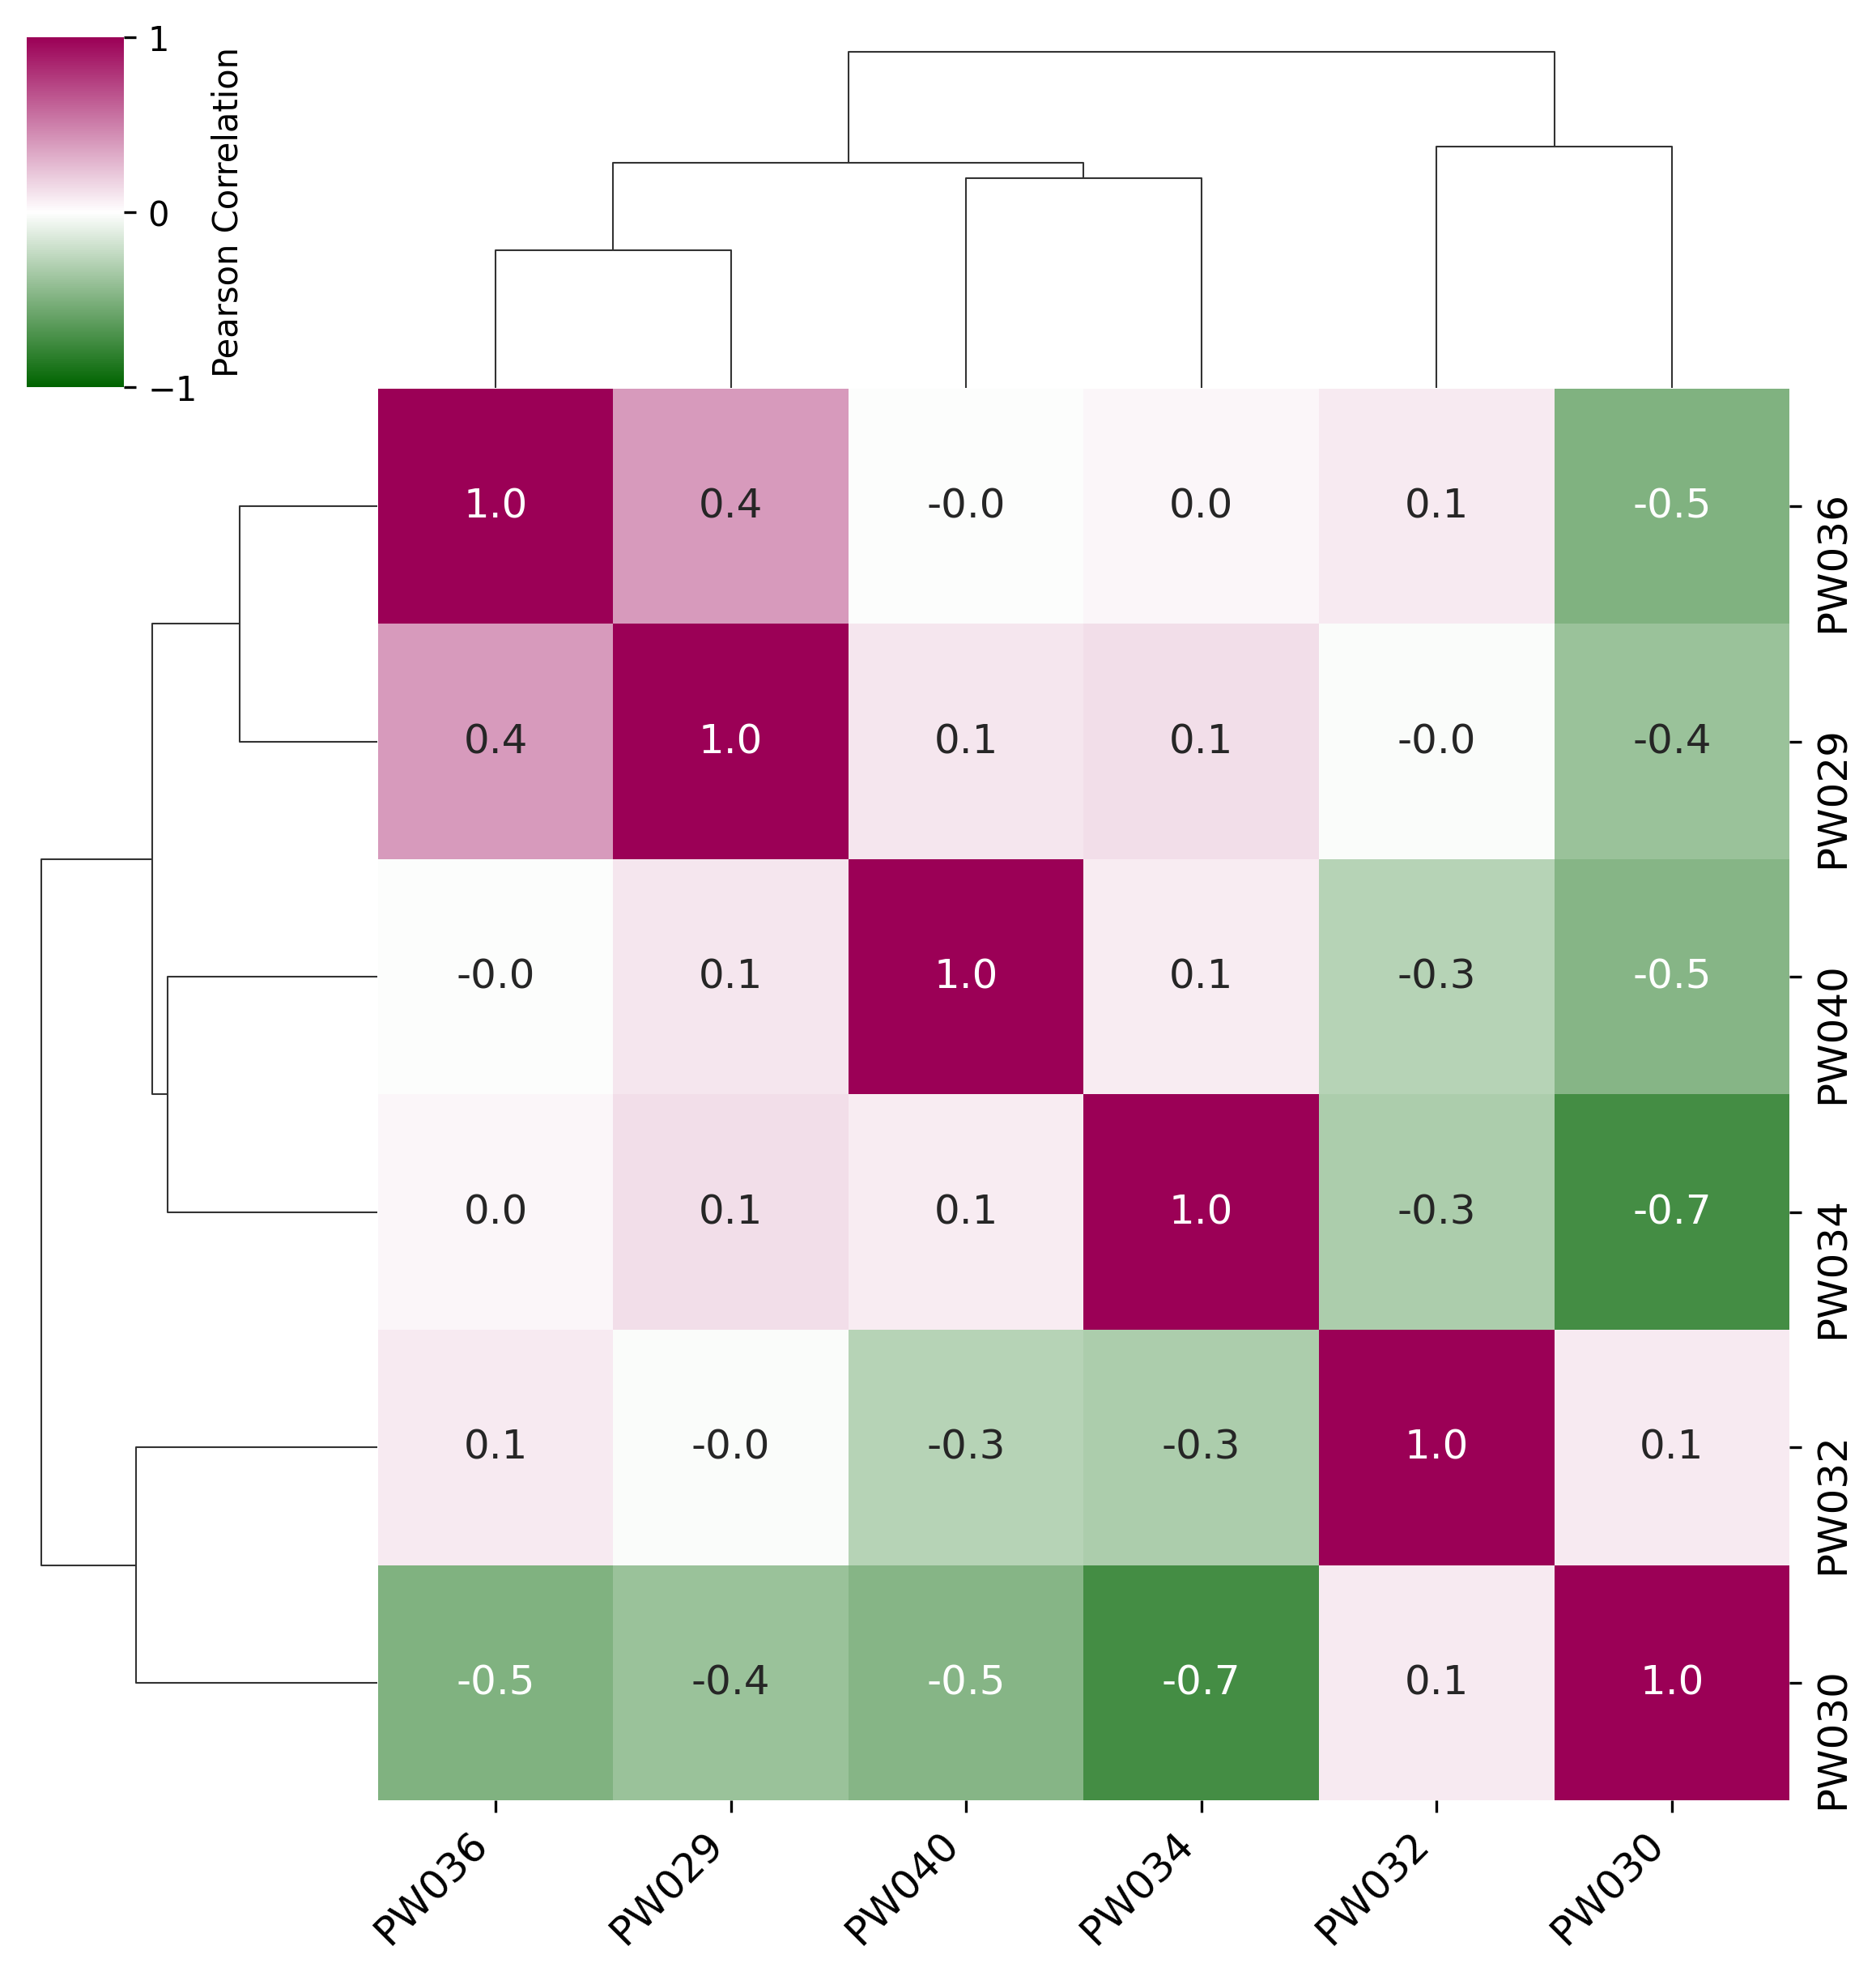 1
0
−1
Pearson Correlation
1.0 0.4 -0.0 0.0 0.1 -0.5 PW036
0.4 1.0 0.1 0.1 -0.0 -0.4 PW029
-0.0 0.1 1.0 0.1 -0.3 -0.5 PW040
0.0 0.1 0.1 1.0 -0.3 -0.7 PW034
0.1 -0.0 -0.3 -0.3 1.0 0.1 PW032
-0.5 -0.4 -0.5 -0.7 0.1 1.0 PW030
PW036 PW029 PW040 PW034 PW032 PW030